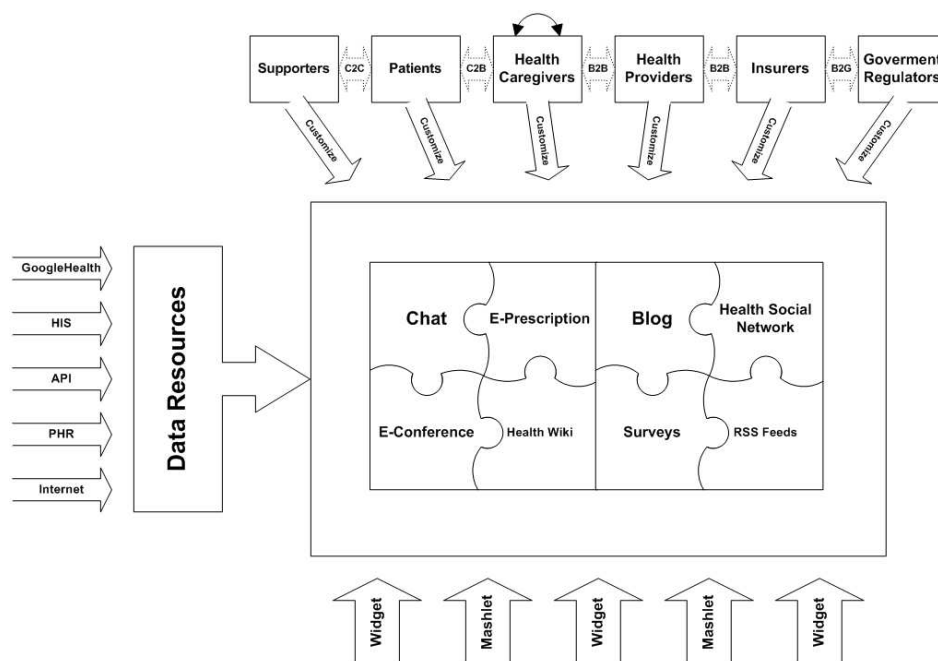 Supporters
C2C
Patients
C2B
Health
Caregivers
B2B
Health
Providers
B2B
Insurers
B2G
Goverment
Regulators
Customize
Customize
Customize
Customize
Customize
Customize
GoogleHealth
HIS
API
PHR
Internet
Data Resources
Chat
E-Prescription
Blog
Health Social
Network
E-Conference
Health Wiki
Surveys
RSS Feeds
Widget
Mashlet
Widget
Mashlet
Widget